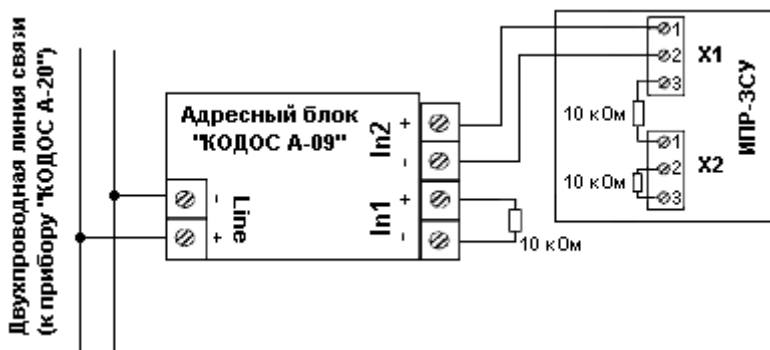 Двухпроводная линия связи
(к прибору "КОДОС А-20")
Адресный блок
"КОДОС А-09"
- 
+
Line
In2
+
-
In1
+
-
10 кОм
1
2
3
X1
10 кОм
1
2
3
X2
10 кОм
ИПР-3СУ